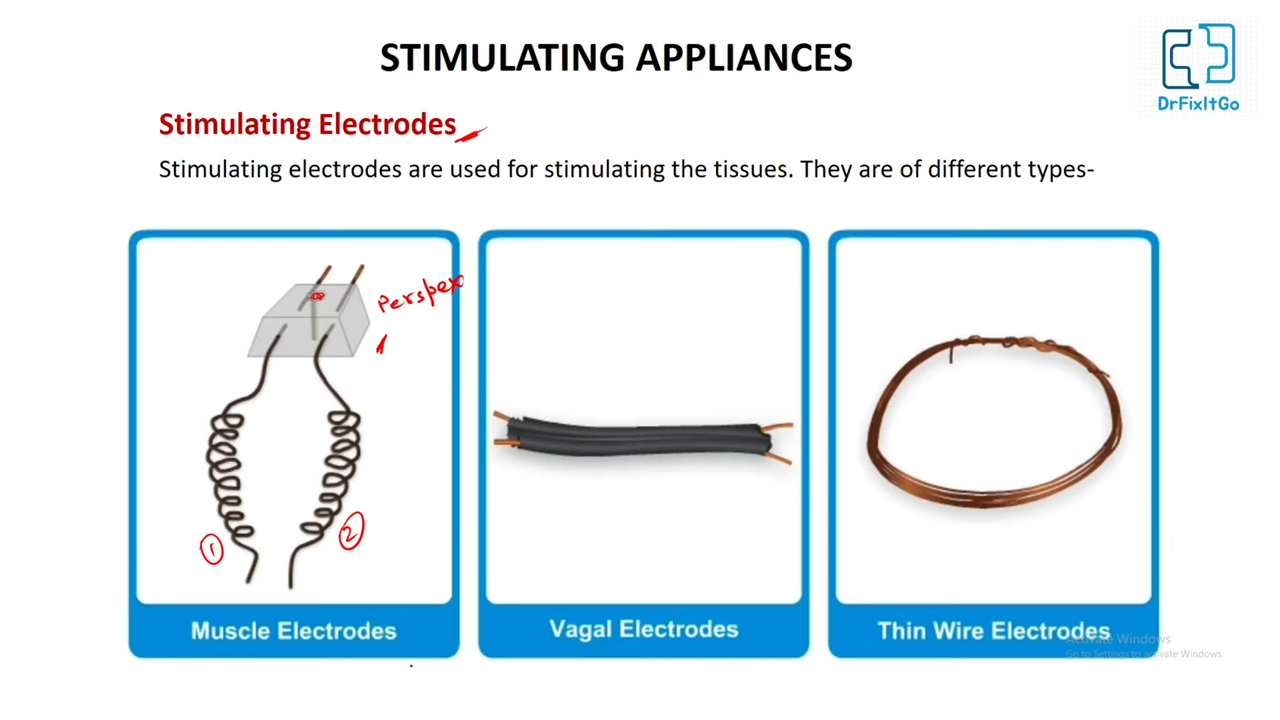 STIMULATING APPLIANCES
DrFixItGo
Stimulating Electrodes
Stimulating electrodes are used for stimulating the tissues. They are of different types-
Perspex
1
2
Muscle Electrodes
Vagal Electrodes
Thin Wire Electrodes
Activate Windows
Go to Settings to activate Windows.